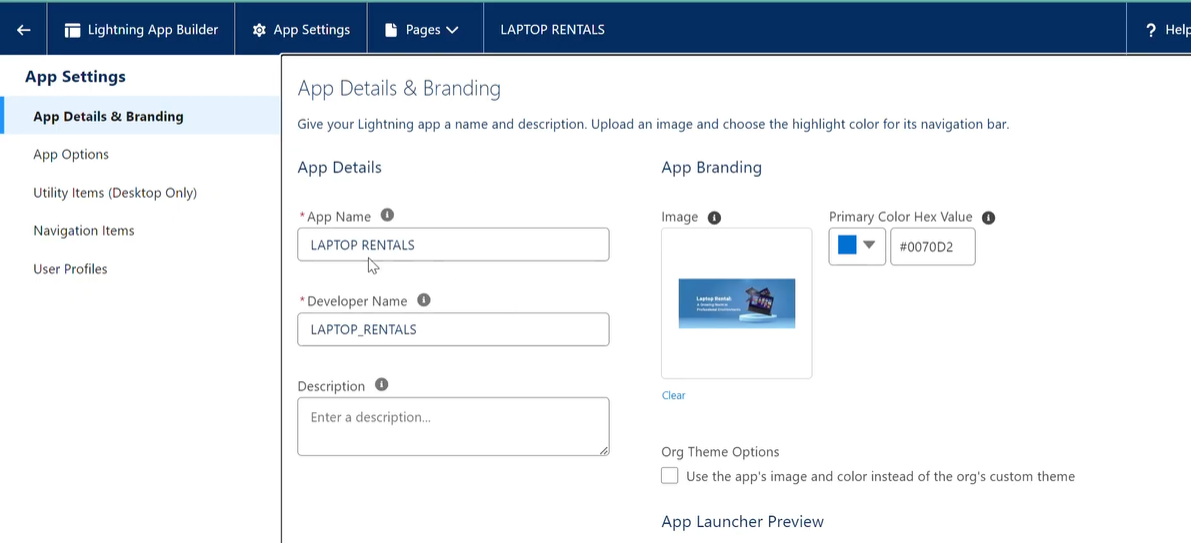 Lightning App Builder
App Settings
Pages
LAPTOP RENTALS
? Help
App Settings
App Details & Branding
App Options
Utility Items (Desktop Only)
Navigation Items
User Profiles
App Details & Branding
Give your Lightning app a name and description. Upload an image and choose the highlight color for its navigation bar.
App Details
* App Name
LAPTOP RENTALS
* Developer Name
LAPTOP_RENTALS
Description
Enter a description...
App Branding
Image
Laptop Rental:
Clear
Primary Color Hex Value
#0070D2
Org Theme Options
Use the app's image and color instead of the org's custom theme
App Launcher Preview